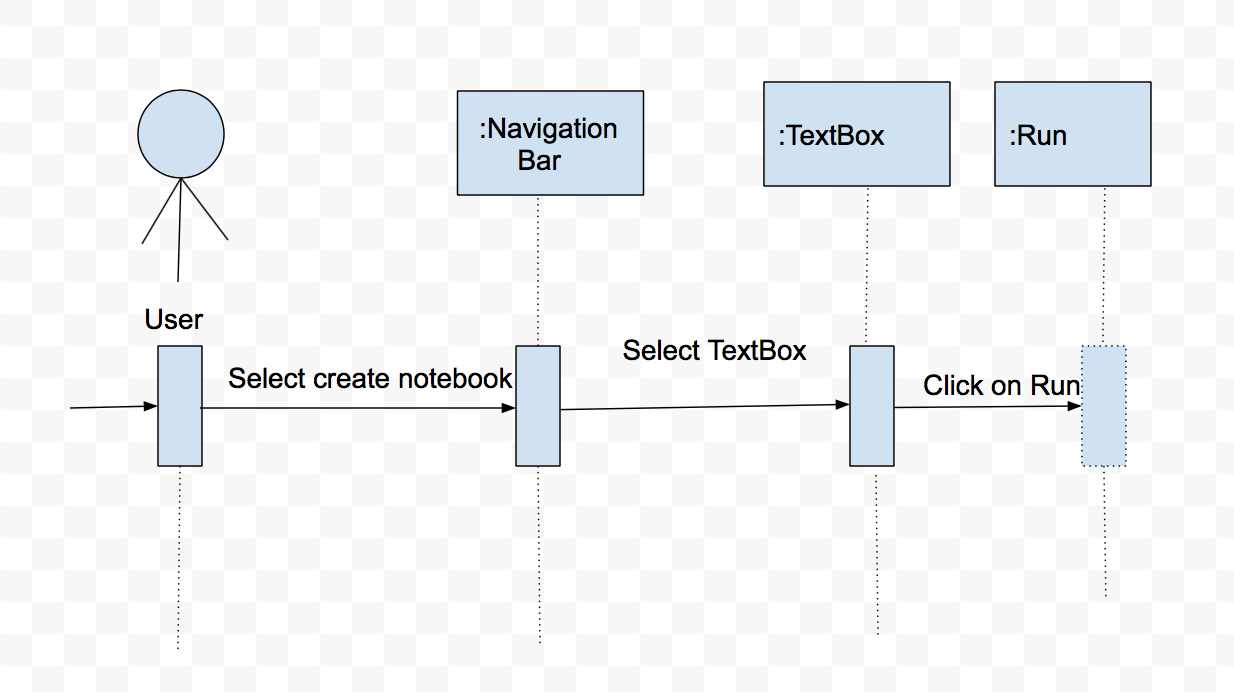 :Navigation
Bar
:TextBox
:Run
User
Select create notebook
Select TextBox
Click on Run